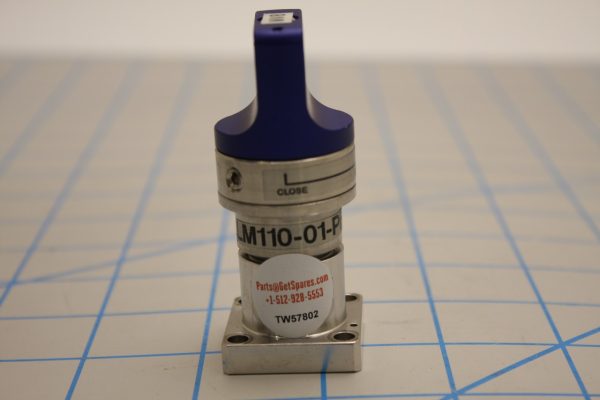 CLOSE
LM110-01-P
Parts@GetSpares.com
+1-512-928-5553
TW57802